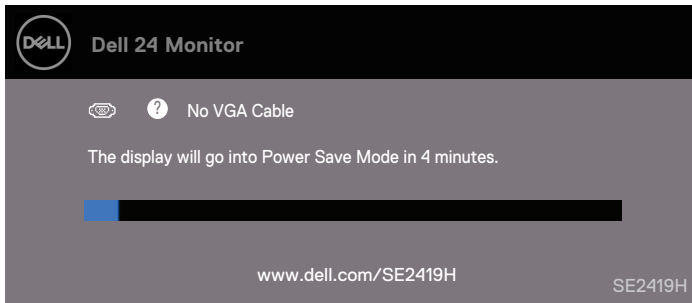 DELL
Dell 24 Monitor
? No VGA Cable
The display will go into Power Save Mode in 4 minutes.
www.dell.com/SE2419H
SE2419H